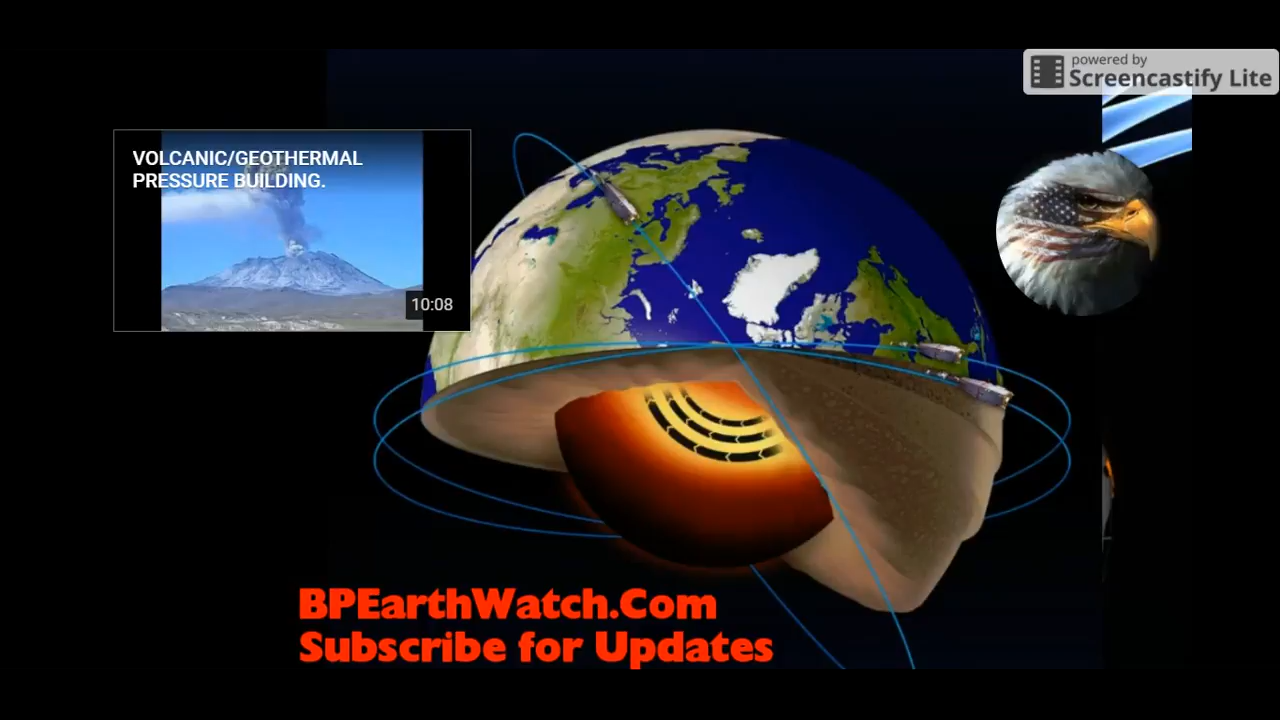 powered by
Screencastify Lite
VOLCANIC/GEOTHERMAL
PRESSURE BUILDING.
10:08
BPEarthWatch.Com
Subscribe for Updates